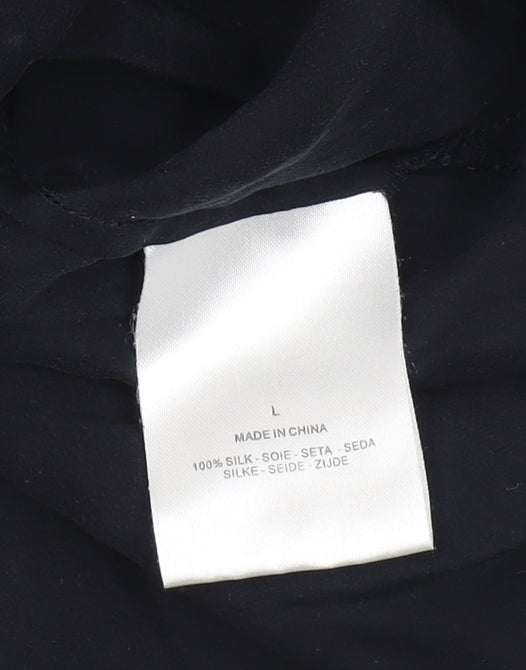 L
MADE IN CHINA
100% SILK - SOIE - SETA - SEDA
SILKE - SEIDE - ZIJDE